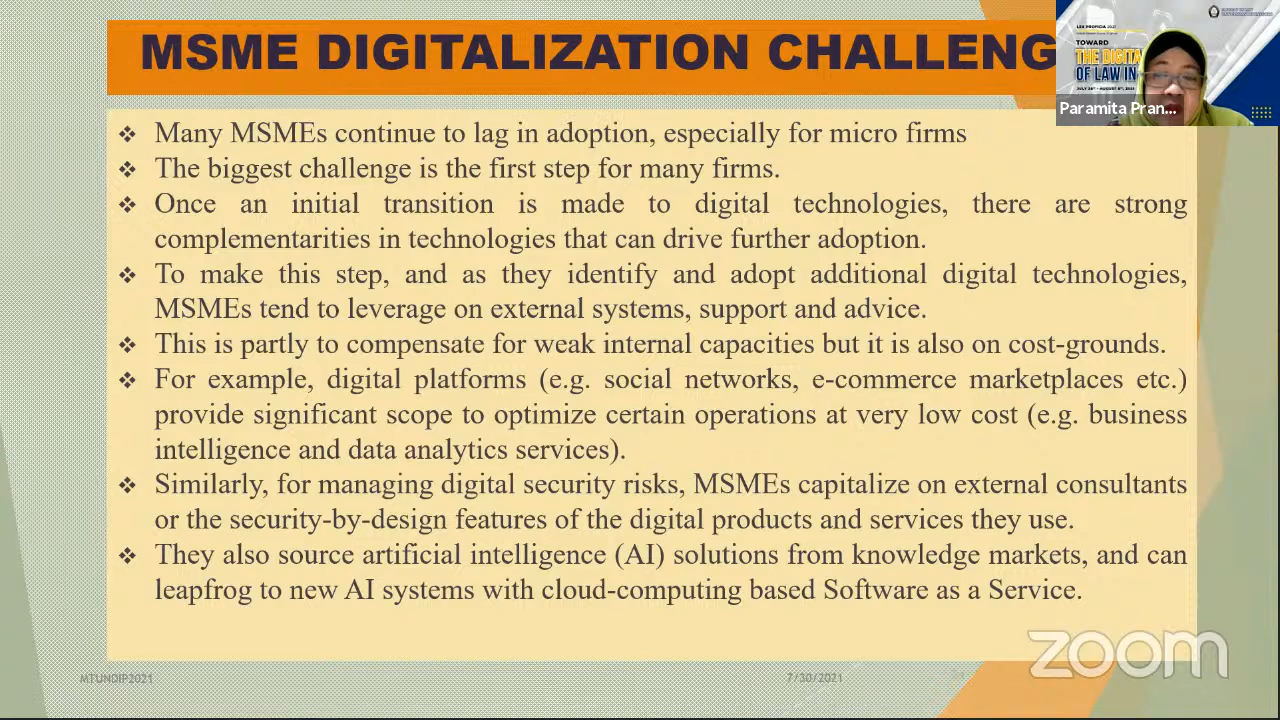 MSME DIGITALIZATION CHALLENG
LEX PROFICIA 2021
TOWARD
THE DIGITA
OF LAW IN
JULY 26th - AUGUST 6th, 2021
Paramita Pran...
❖ Many MSMEs continue to lag in adoption, especially for micro firms
❖ The biggest challenge is the first step for many firms.
❖ Once an initial transition is made to digital technologies, there are strong
complementarities in technologies that can drive further adoption.
❖ To make this step, and as they identify and adopt additional digital technologies,
MSMEs tend to leverage on external systems, support and advice.
❖ This is partly to compensate for weak internal capacities but it is also on cost-grounds.
❖ For example, digital platforms (e.g. social networks, e-commerce marketplaces etc.)
provide significant scope to optimize certain operations at very low cost (e.g. business
intelligence and data analytics services).
❖ Similarly, for managing digital security risks, MSMEs capitalize on external consultants
or the security-by-design features of the digital products and services they use.
❖ They also source artificial intelligence (AI) solutions from knowledge markets, and can
leapfrog to new AI systems with cloud-computing based Software as a Service.
zoom
MTUNDIP2021
7/30/2021